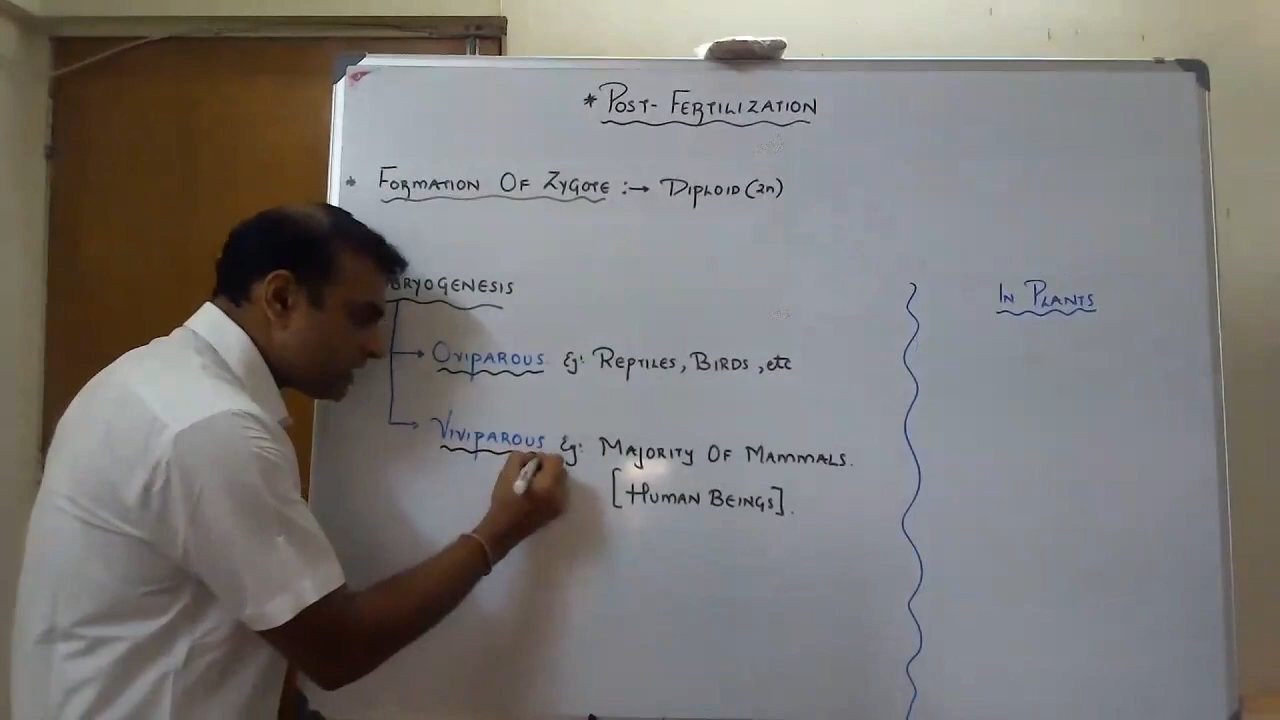 * POST-FERTILIZATION
* FORMATION OF ZYGOTE :→ DIPLOID (2n)
BRYOGENESIS
IN PLANTS
→ OVIPAROUS Eg: REPTILES, BIRDS, etc
→ VIVIPAROUS Eg: MAJORITY OF MAMMALS.
[HUMAN BEINGS].